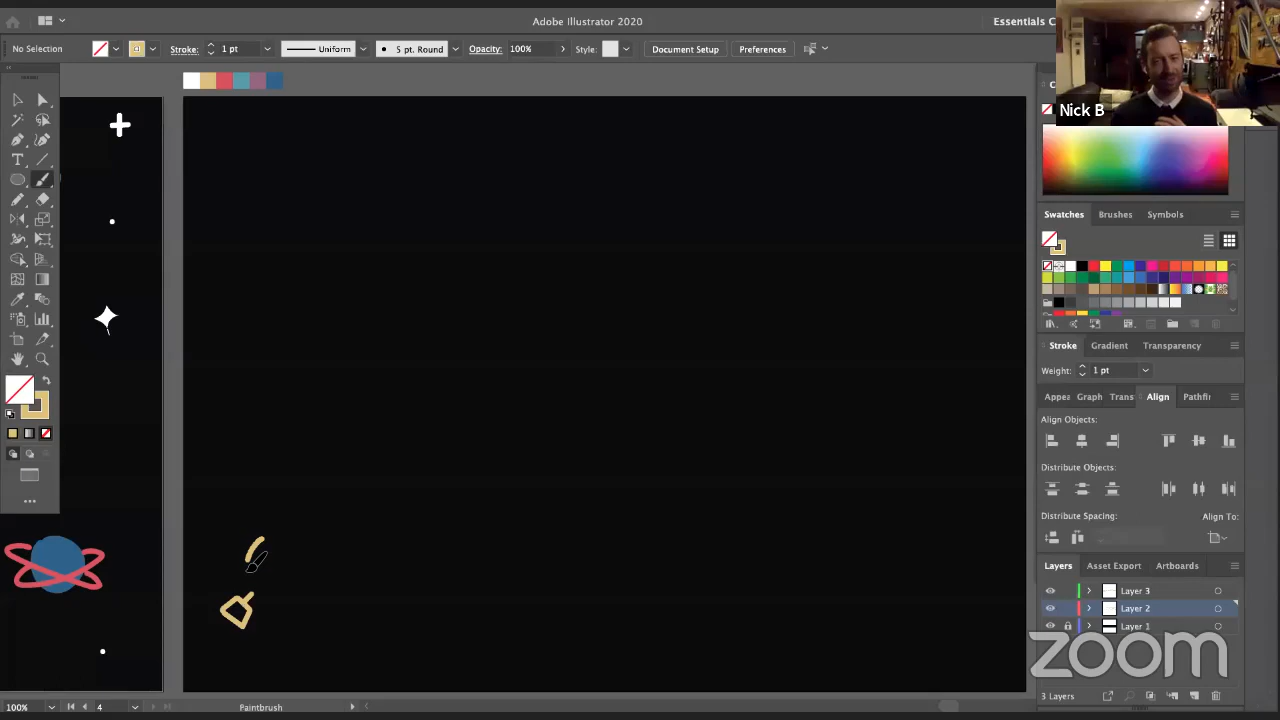 Adobe Illustrator 2020
Essentials C
No Selection
Stroke:
1 pt
Uniform
5 pt. Round
Opacity:
100%
Style:
Document Setup
Preferences
Nick B
Swatches
Brushes
Symbols
Stroke
Gradient
Transparency
Weight:
1 pt
Appea
Graph
Trans
Align
Pathfi
Align Objects:
Distribute Objects:
Distribute Spacing:
Align To:
Layers
Asset Export
Artboards
Layer 3
Layer 2
Layer 1
zoom
3 Layers
100%
4
Paintbrush